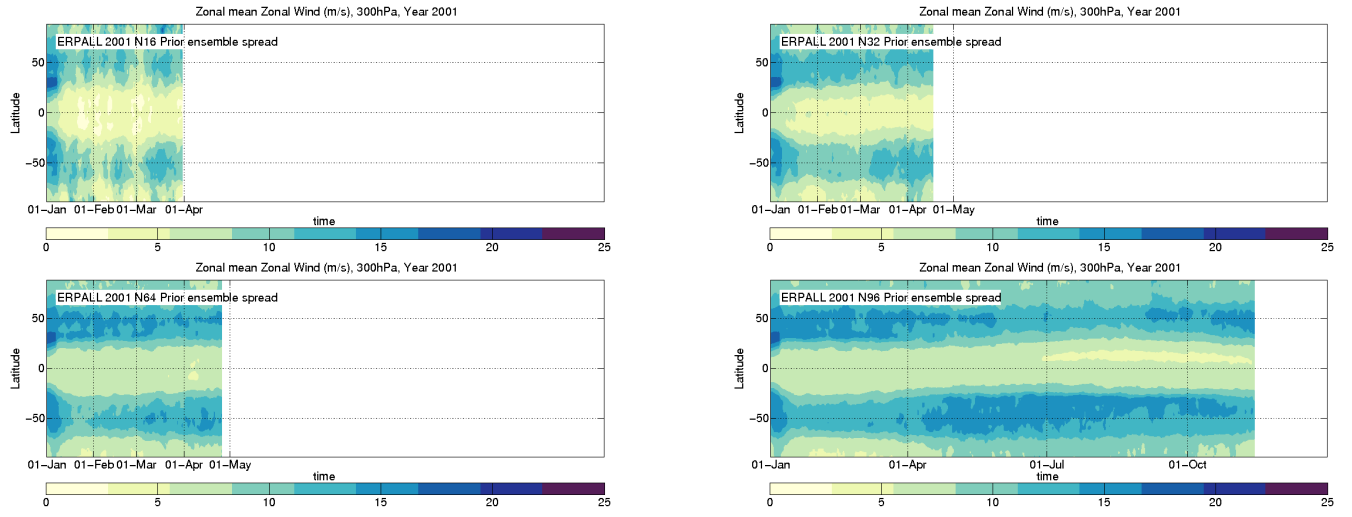 Zonal mean Zonal Wind (m/s), 300hPa, Year 2001
ERPALL 2001 N16 Prior ensemble spread
Latitude
50
0
−50
01−Jan 01−Feb 01−Mar 01−Apr
time
0 5 10 15 20 25
Zonal mean Zonal Wind (m/s), 300hPa, Year 2001
ERPALL 2001 N32 Prior ensemble spread
Latitude
50
0
−50
01−Jan 01−Feb 01−Mar 01−Apr 01−May
time
0 5 10 15 20 25
Zonal mean Zonal Wind (m/s), 300hPa, Year 2001
ERPALL 2001 N64 Prior ensemble spread
Latitude
50
0
−50
01−Jan 01−Feb 01−Mar 01−Apr 01−May
time
0 5 10 15 20 25
Zonal mean Zonal Wind (m/s), 300hPa, Year 2001
ERPALL 2001 N96 Prior ensemble spread
Latitude
50
0
−50
01−Jan 01−Apr 01−Jul 01−Oct
time
0 5 10 15 20 25